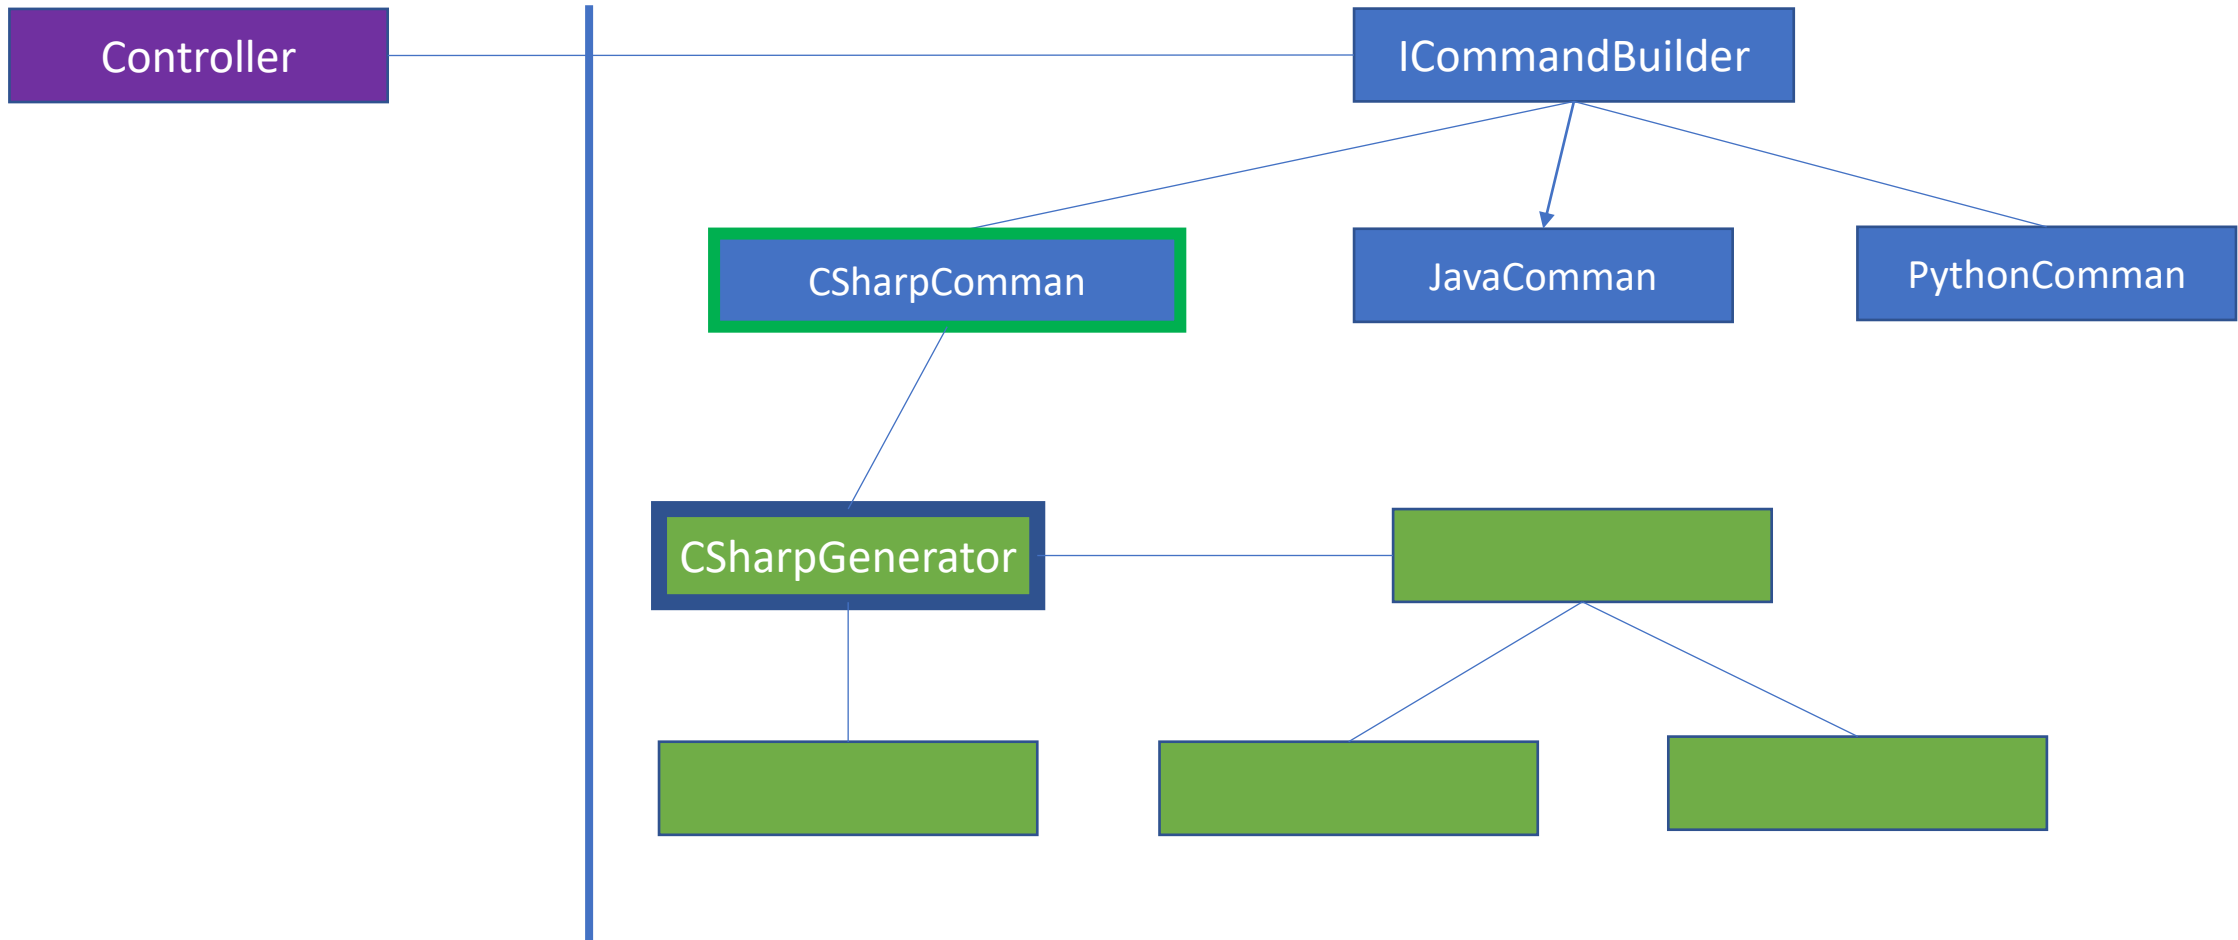 Controller
ICommandBuilder
CSharpComman
JavaComman
PythonComman
CSharpGenerator